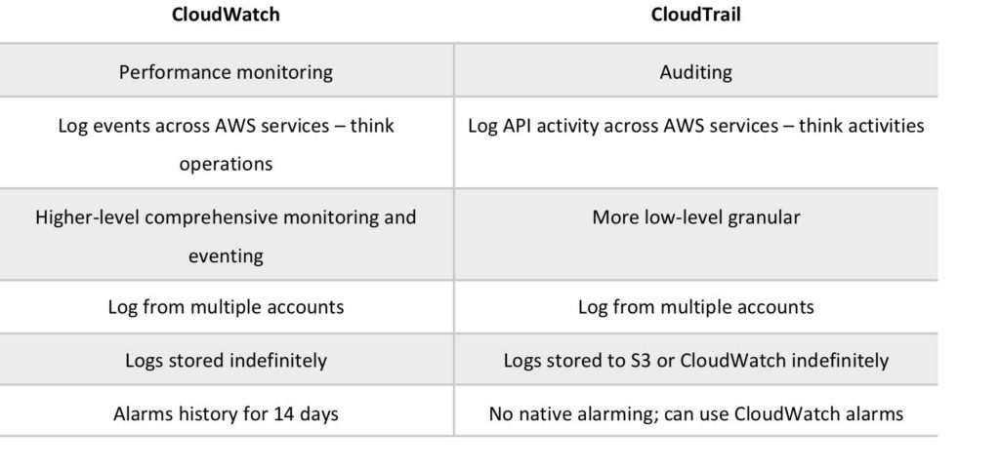 CloudWatch CloudTrail
Performance monitoring Auditing
Log events across AWS services – think Log API activity across AWS services – think activities
operations
Higher-level comprehensive monitoring and More low-level granular
eventing
Log from multiple accounts Log from multiple accounts
Logs stored indefinitely Logs stored to S3 or CloudWatch indefinitely
Alarms history for 14 days No native alarming; can use CloudWatch alarms